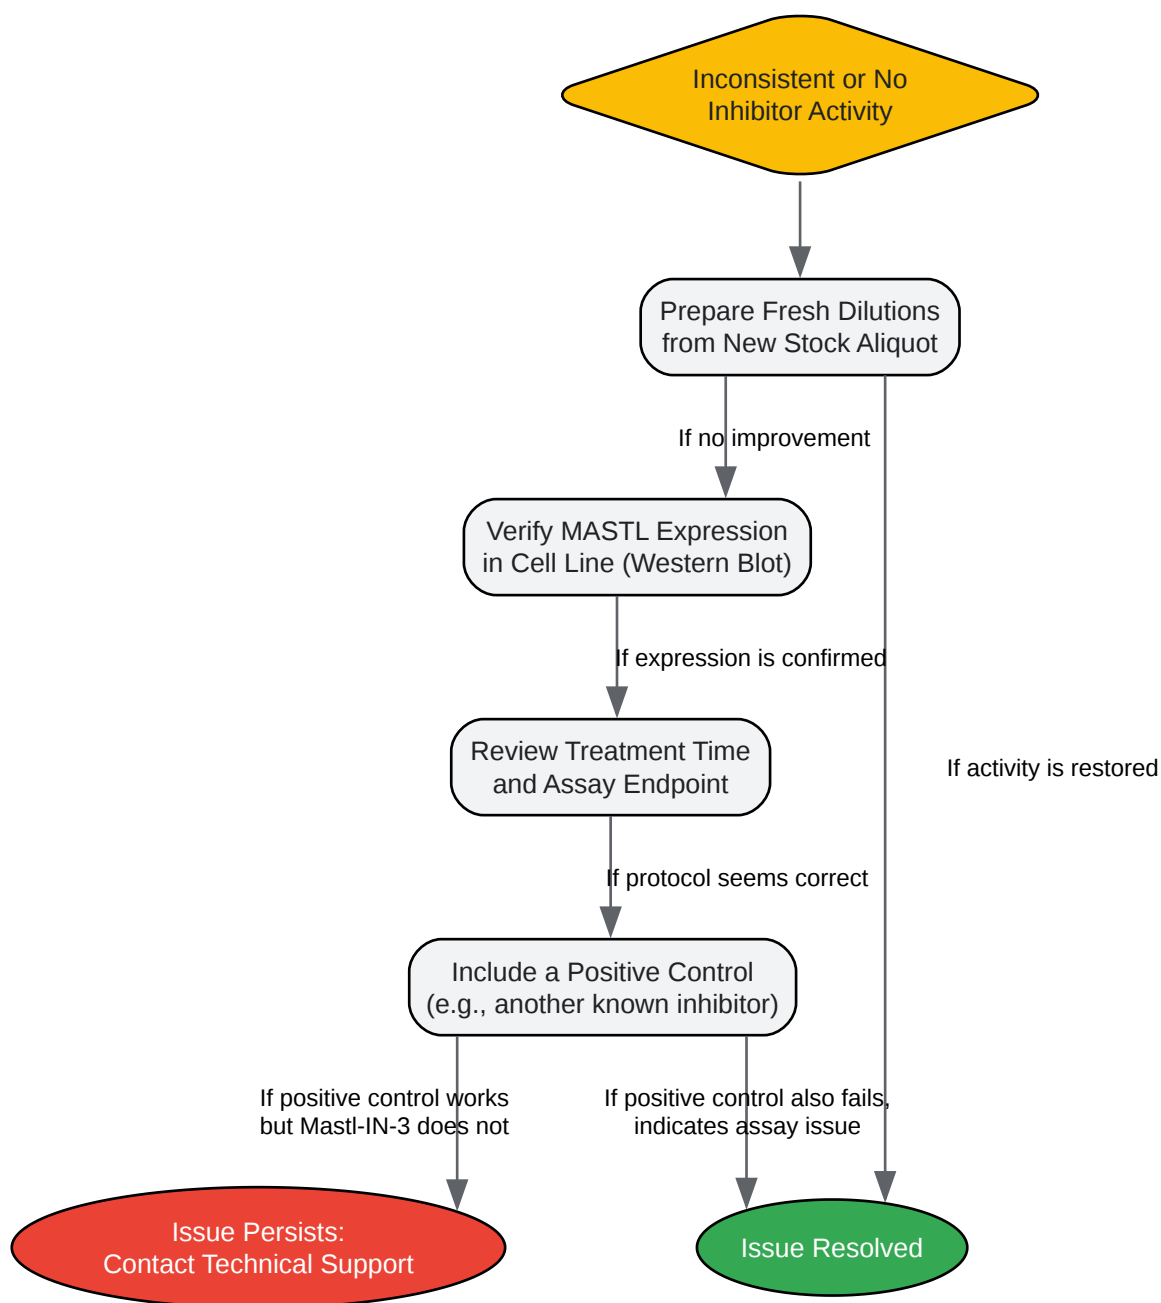 Inconsistent or No
Inhibitor Activity
Prepare Fresh Dilutions
from New Stock Aliquot
If no improvement
Verify MASTL Expression
in Cell Line (Western Blot)
If expression is confirmed
Review Treatment Time
and Assay Endpoint
If activity is restored
If protocol seems correct
Include a Positive Control
(e.g., another known inhibitor)
If positive control works
but Mastl-IN-3 does not
If positive control also fails,
indicates assay issue
Issue Persists:
Contact Technical Support
Issue Resolved